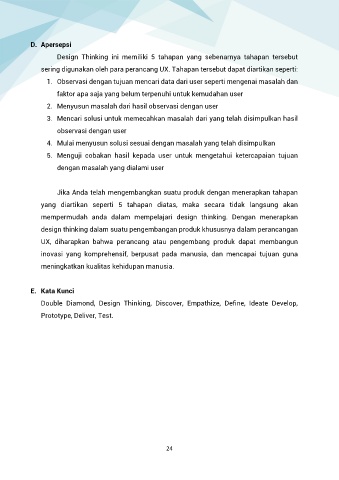 D. Apersepsi
Design Thinking ini memiliki 5 tahapan yang sebenarnya tahapan tersebut
sering digunakan oleh para perancang UX. Tahapan tersebut dapat diartikan seperti:
1. Observasi dengan tujuan mencari data dari user seperti mengenai masalah dan
faktor apa saja yang belum terpenuhi untuk kemudahan user
2. Menyusun masalah dari hasil observasi dengan user
3. Mencari solusi untuk memecahkan masalah dari yang telah disimpulkan hasil
observasi dengan user
4. Mulai menyusun solusi sesuai dengan masalah yang telah disimpulkan
5. Menguji cobakan hasil kepada user untuk mengetahui ketercapaian tujuan
dengan masalah yang dialami user
Jika Anda telah mengembangkan suatu produk dengan menerapkan tahapan
yang diartikan seperti 5 tahapan diatas, maka secara tidak langsung akan
mempermudah anda dalam mempelajari design thinking. Dengan menerapkan
design thinking dalam suatu pengembangan produk khususnya dalam perancangan
UX, diharapkan bahwa perancang atau pengembang produk dapat membangun
inovasi yang komprehensif, berpusat pada manusia, dan mencapai tujuan guna
meningkatkan kualitas kehidupan manusia.
E. Kata Kunci
Double Diamond, Design Thinking, Discover, Empathize, Define, Ideate Develop,
Prototype, Deliver, Test.
24